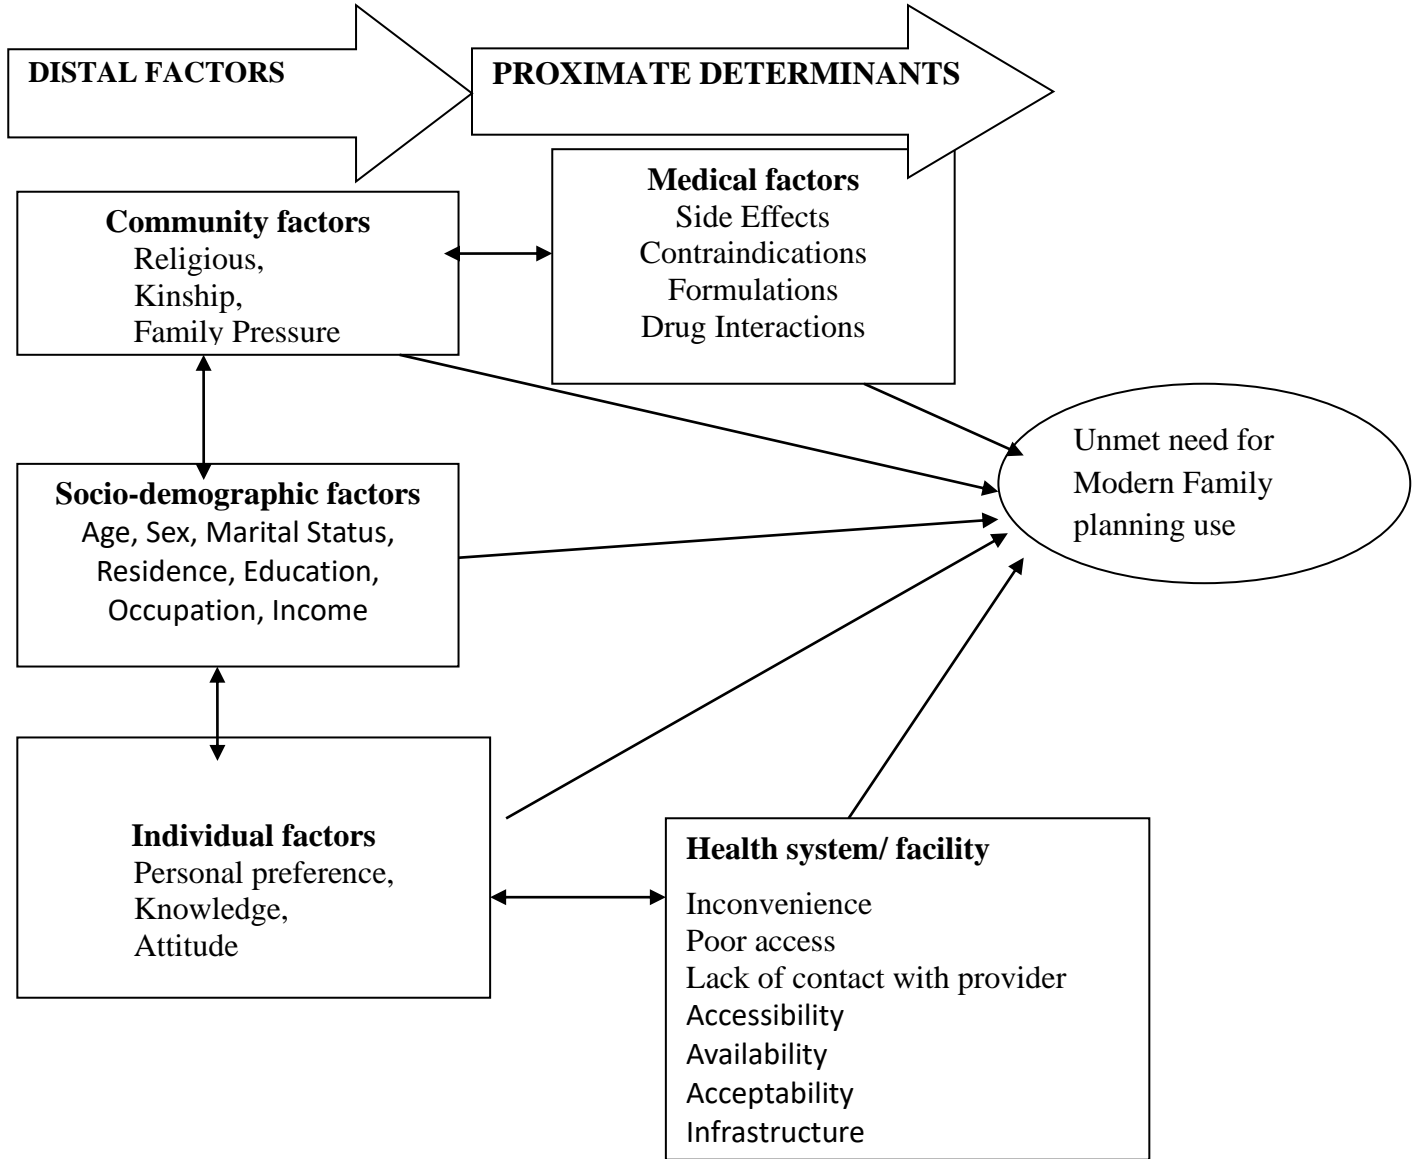 DISTAL FACTORS
PROXIMATE DETERMINANTS
Community factors
Religious,
Kinship,
Family Pressure
Medical factors
Side Effects
Contraindications
Formulations
Drug Interactions
Unmet need for
Modern Family
planning use
Socio-demographic factors
Age, Sex, Marital Status,
Residence, Education,
Occupation, Income
Individual factors
Personal preference,
Knowledge,
Attitude
Health system/ facility
Inconvenience
Poor access
Lack of contact with provider
Accessibility
Availability
Acceptability
Infrastructure